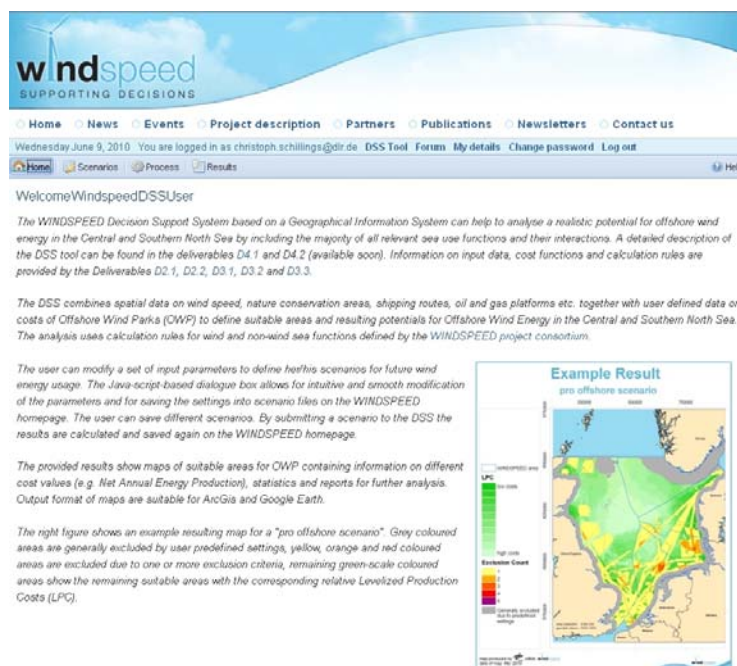 windspeed
SUPPORTING DECISIONS
Home News Events Project description Partners Publications Newsletters Contact us
Wednesday June 9, 2010 You are logged in as christoph.schillings@dlr.de DSS Tool Forum My details Change password Log out
Home Scenarios Process Results Hel
WelcomeWindspeedDSSUser
The WINDSPEED Decision Support System based on a Geographical Information System can help to analyse a realistic potential for offshore wind
energy in the Central and Southern North Sea by including the majority of all relevant sea use functions and their interactions. A detailed description of
the DSS tool can be found in the deliverables D4.1 and D4.2 (available soon). Information on input data, cost functions and calculation rules are
provided by the Deliverables D2.1, D2.2, D3.1, D3.2 and D3.3.
The DSS combines spatial data on wind speed, nature conservation areas, shipping routes, oil and gas platforms etc. together with user defined data on
costs of Offshore Wind Parks (OWP) to define suitable areas and resulting potentials for Offshore Wind Energy in the Central and Southern North Sea.
The analysis uses calculation rules for wind and non-wind sea functions defined by the WINDSPEED project consortium.
The user can modify a set of input parameters to define her/his scenarios for future wind
energy usage. The Java-script-based dialogue box allows for intuitive and smooth modification
of the parameters and for saving the settings into scenario files on the WINDSPEED
homepage. The user can save different scenarios. By submitting a scenario to the DSS the
results are calculated and saved again on the WINDSPEED homepage.
The provided results show maps of suitable areas for OWP containing information on different
cost values (e.g. Net Annual Energy Production), statistics and reports for further analysis.
Output format of maps are suitable for ArcGis and Google Earth.
The right figure shows an example resulting map for a "pro offshore scenario". Grey coloured
areas are generally excluded by user predefined settings, yellow, orange and red coloured
areas are excluded due to one or more exclusion criteria, remaining green-scale coloured
areas show the remaining suitable areas with the corresponding relative Levelized Production
Costs (LPC).
Example Result
pro offshore scenario
WINDSPEED area
LPC
low costs
high costs
Exclusion Count
Generally excluded
due to predefined
settings